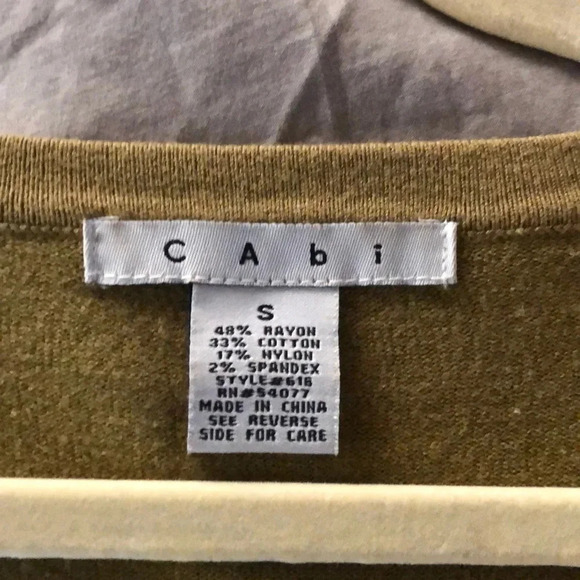 CAbi
S
48% RAYON
33% COTTON
17% NYLON
2% SPANDEX
STYLE#618
RN#54077
MADE IN CHINA
SEE REVERSE
SIDE FOR CARE